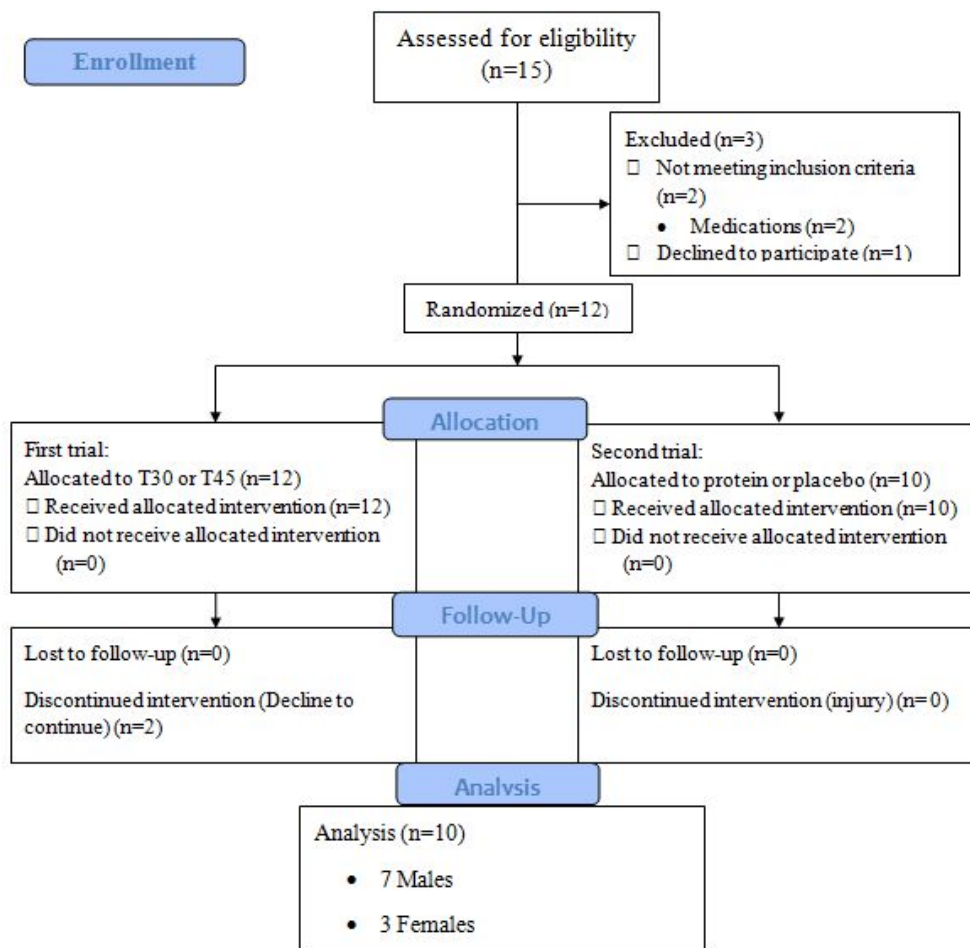 Enrollment
Assessed for eligibility
(n=15)
Excluded (n=3)
□ Not meeting inclusion criteria
(n=2)
• Medications (n=2)
□ Declined to participate (n=1)
Randomized (n=12)
Allocation
First trial:
Allocated to T30 or T45 (n=12)
□ Received allocated intervention (n=12)
□ Did not receive allocated intervention
(n=0)
Second trial:
Allocated to protein or placebo (n=10)
□ Received allocated intervention (n=10)
□ Did not receive allocated intervention
(n=0)
Follow-Up
Lost to follow-up (n=0)
Discontinued intervention (Decline to
continue) (n=2)
Lost to follow-up (n=0)
Discontinued intervention (injury) (n= 0)
Analysis
Analysis (n=10)
• 7 Males
• 3 Females